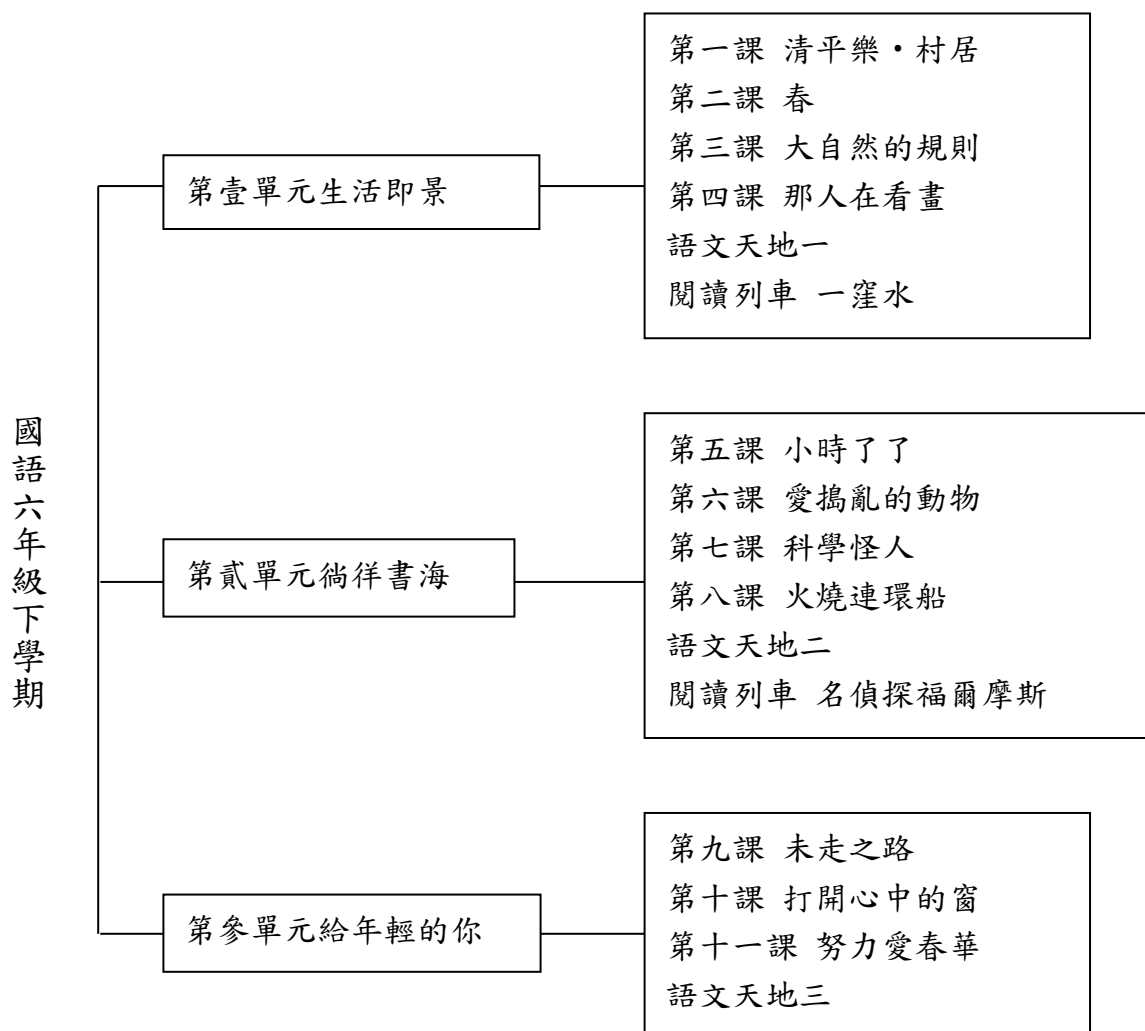 國語六年級下學期
第壹單元生活即景
第一課 清平樂·村居
第二課 春
第三課 大自然的規則
第四課 那人在看畫
語文天地一
閱讀列車 一窪水
第貳單元徜徉書海
第五課 小時了了
第六課 愛搗亂的動物
第七課 科學怪人
第八課 火燒連環船
語文天地二
閱讀列車 名偵探福爾摩斯
第參單元給年輕的你
第九課 未走之路
第十課 打開心中的窗
第十一課 努力愛春華
語文天地三